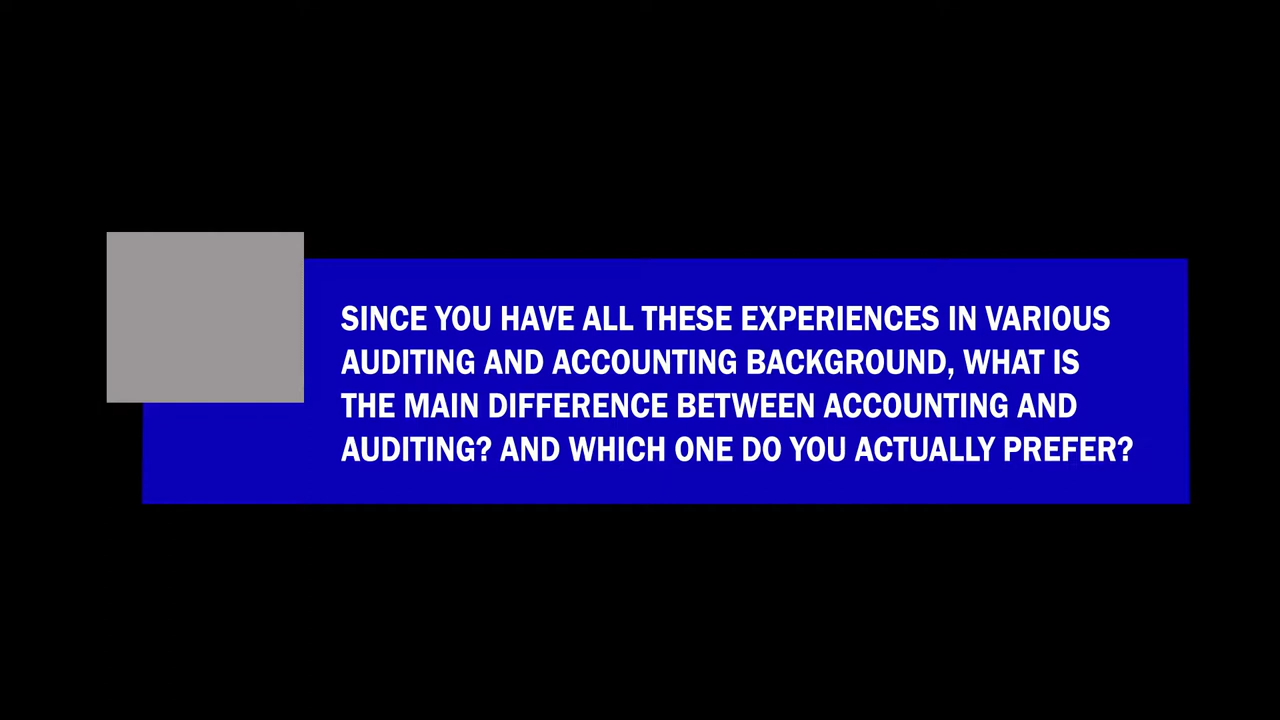 SINCE YOU HAVE ALL THESE EXPERIENCES IN VARIOUS
AUDITING AND ACCOUNTING BACKGROUND, WHAT IS
THE MAIN DIFFERENCE BETWEEN ACCOUNTING AND
AUDITING? AND WHICH ONE DO YOU ACTUALLY PREFER?